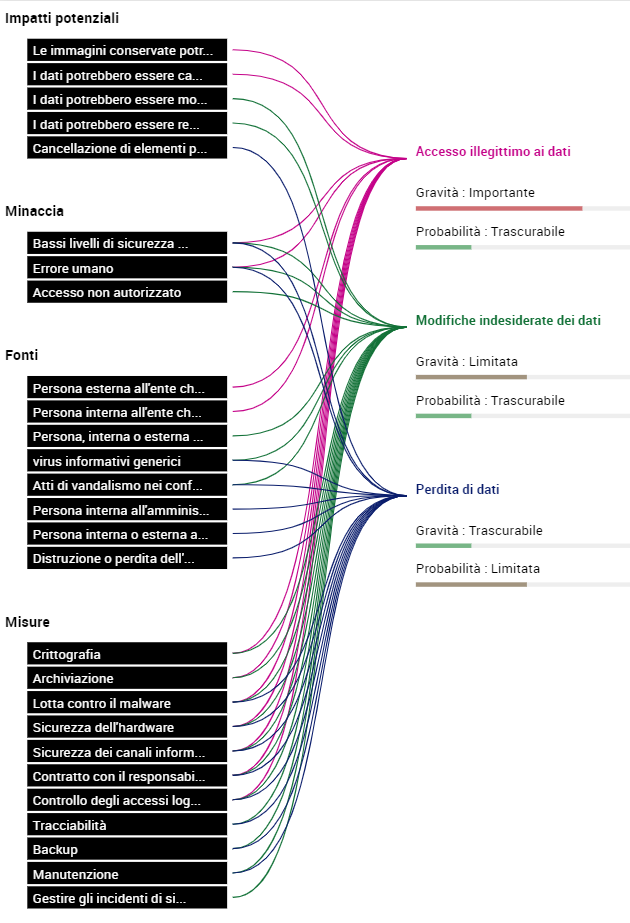 Impatti potenziali
Le immagini conservate potr...
I dati potrebbero essere ca...
I dati potrebbero essere mo...
I dati potrebbero essere re...
Cancellazione di elementi p...
Minaccia
Bassi livelli di sicurezza ...
Errore umano
Accesso non autorizzato
Fonti
Persona esterna all'ente ch...
Persona interna all'ente ch...
Persona, interna o esterna ...
virus informativi generici
Atti di vandalismo nei conf...
Persona interna all'amminis...
Persona interna o esterna a...
Distruzione o perdita dell'...
Misure
Crittografia
Archiviazione
Lotta contro il malware
Sicurezza dell'hardware
Sicurezza dei canali inform...
Contratto con il responsabi...
Controllo degli accessi log...
Tracciabilità
Backup
Manutenzione
Gestire gli incidenti di si...
Accesso illegittimo ai dati
Gravità : Importante
Probabilità : Trascurabile
Modifiche indesiderate dei dati
Gravità : Limitata
Probabilità : Trascurabile
Perdita di dati
Gravità : Trascurabile
Probabilità : Limitata